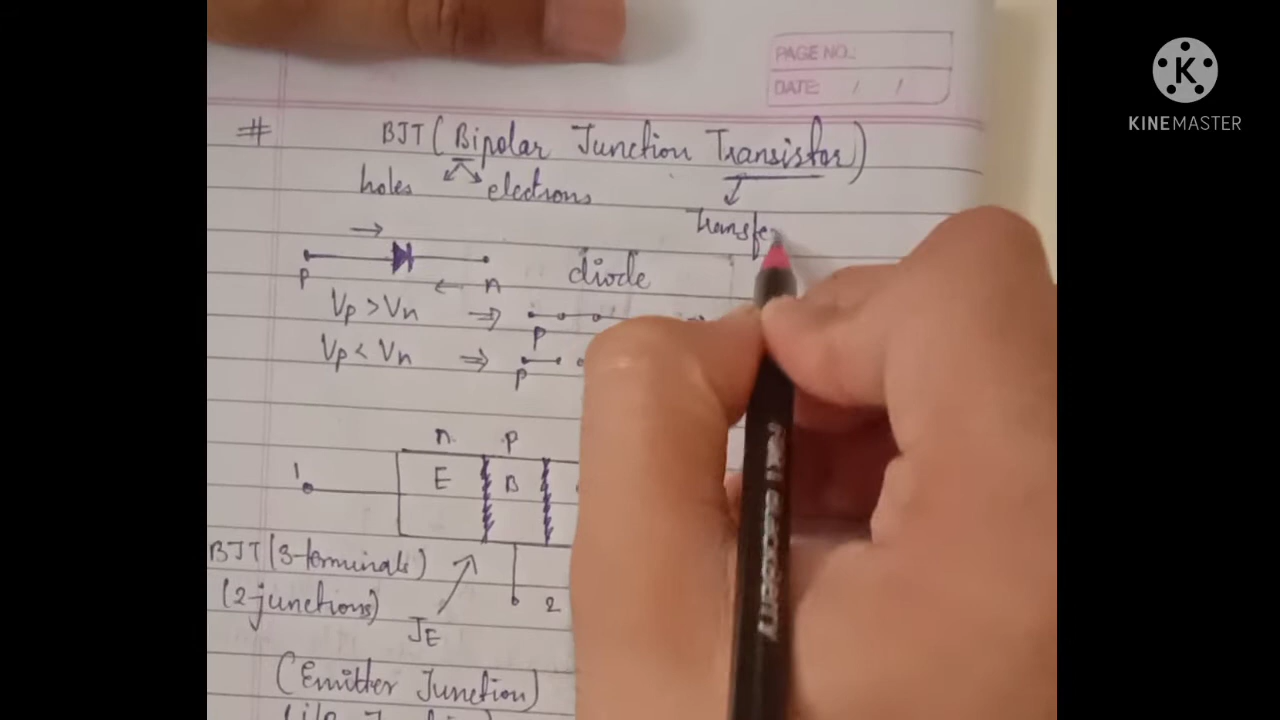 PAGE NO.:
DATE: / /
K
KINEMASTER
# BJT (Bipolar Junction Transistor)
holes electrons
Transfe
P n diode
Vp > Vn ⇒ P
Vp < Vn ⇒ P
n p
1 E B
BJT (3-terminals)
(2-junctions) 2
JE
(Emitter Junction)